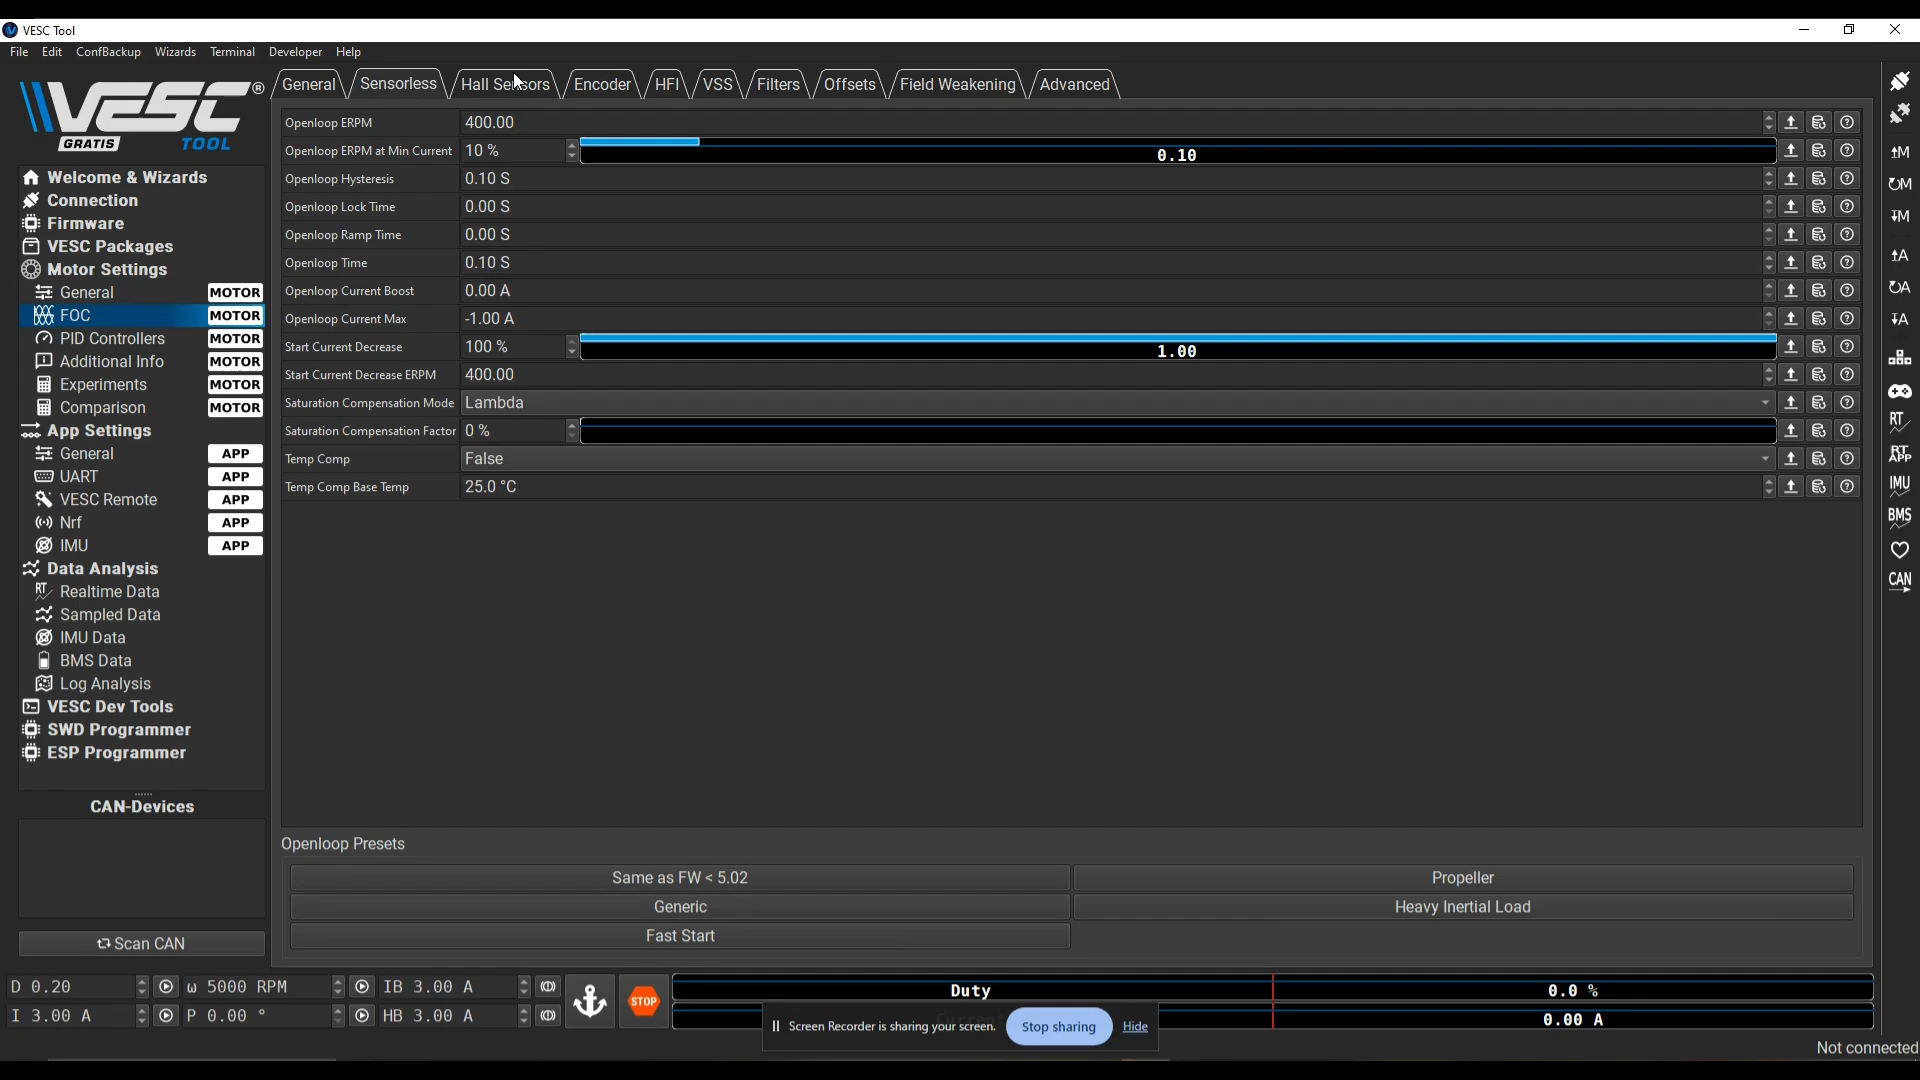 VESC Tool
File Edit ConfBackup Wizards Terminal Developer Help
VESC®
GRATIS TOOL
General Sensorless Hall Sensors Encoder HFI VSS Filters Offsets Field Weakening Advanced
Welcome & Wizards
Connection
Firmware
VESC Packages
Motor Settings
General MOTOR
FOC MOTOR
PID Controllers MOTOR
Additional Info MOTOR
Experiments MOTOR
Comparison MOTOR
App Settings
General APP
UART APP
VESC Remote APP
Nrf APP
IMU APP
Data Analysis
RT Realtime Data
Sampled Data
IMU Data
BMS Data
Log Analysis
VESC Dev Tools
SWD Programmer
ESP Programmer
CAN-Devices
Scan CAN
Openloop ERPM 400.00
Openloop ERPM at Min Current 10 % 0.10
Openloop Hysteresis 0.10 S
Openloop Lock Time 0.00 S
Openloop Ramp Time 0.00 S
Openloop Time 0.10 S
Openloop Current Boost 0.00 A
Openloop Current Max -1.00 A
Start Current Decrease 100 % 1.00
Start Current Decrease ERPM 400.00
Saturation Compensation Mode Lambda
Saturation Compensation Factor 0 %
Temp Comp False
Temp Comp Base Temp 25.0 °C
Openloop Presets
Same as FW < 5.02 Propeller
Generic Heavy Inertial Load
Fast Start
M
M
M
A
A
A
RT
RT
APP
IMU
BMS
CAN
D 0.20 ω 5000 RPM IB 3.00 A
I 3.00 A P 0.00 ° HB 3.00 A
STOP
Duty 0.0 %
0.00 A
Screen Recorder is sharing your screen. Stop sharing Hide
Not connected